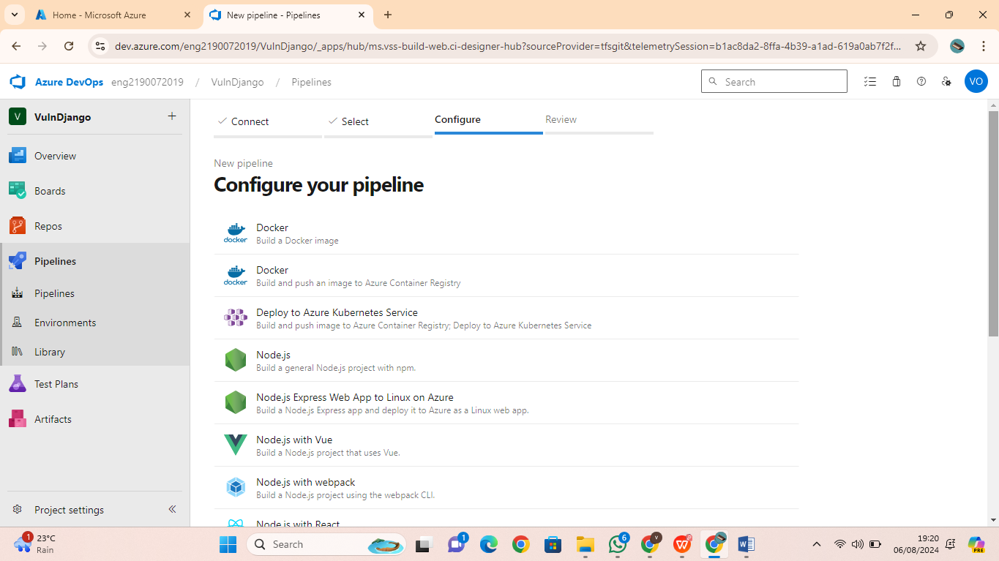 Home - Microsoft Azure
New pipeline - Pipelines
dev.azure.com/eng2190072019/VulnDjango/_apps/hub/ms.vss-build-web.ci-designer-hub?sourceProvider=tfsgit&telemetrySession=b1ac8da2-8ffa-4b39-a1ad-619a0ab7f2f...
Azure DevOps eng2190072019 / VulnDjango / Pipelines
Search
VO
V VulnDjango
Overview
Boards
Repos
Pipelines
Pipelines
Environments
Library
Test Plans
Artifacts
Project settings
Connect
Select
Configure
Review
New pipeline
Configure your pipeline
docker
Docker
Build a Docker image
docker
Docker
Build and push an image to Azure Container Registry
Deploy to Azure Kubernetes Service
Build and push image to Azure Container Registry; Deploy to Azure Kubernetes Service
Node.js
Build a general Node.js project with npm.
Node.js Express Web App to Linux on Azure
Build a Node.js Express app and deploy it to Azure as a Linux web app.
Node.js with Vue
Build a Node.js project that uses Vue.
Node.js with webpack
Build a Node.js project using the webpack CLI.
Node.js with React
1
23°C
Rain
Search
1
6
V
W
19:20
06/08/2024
PRE